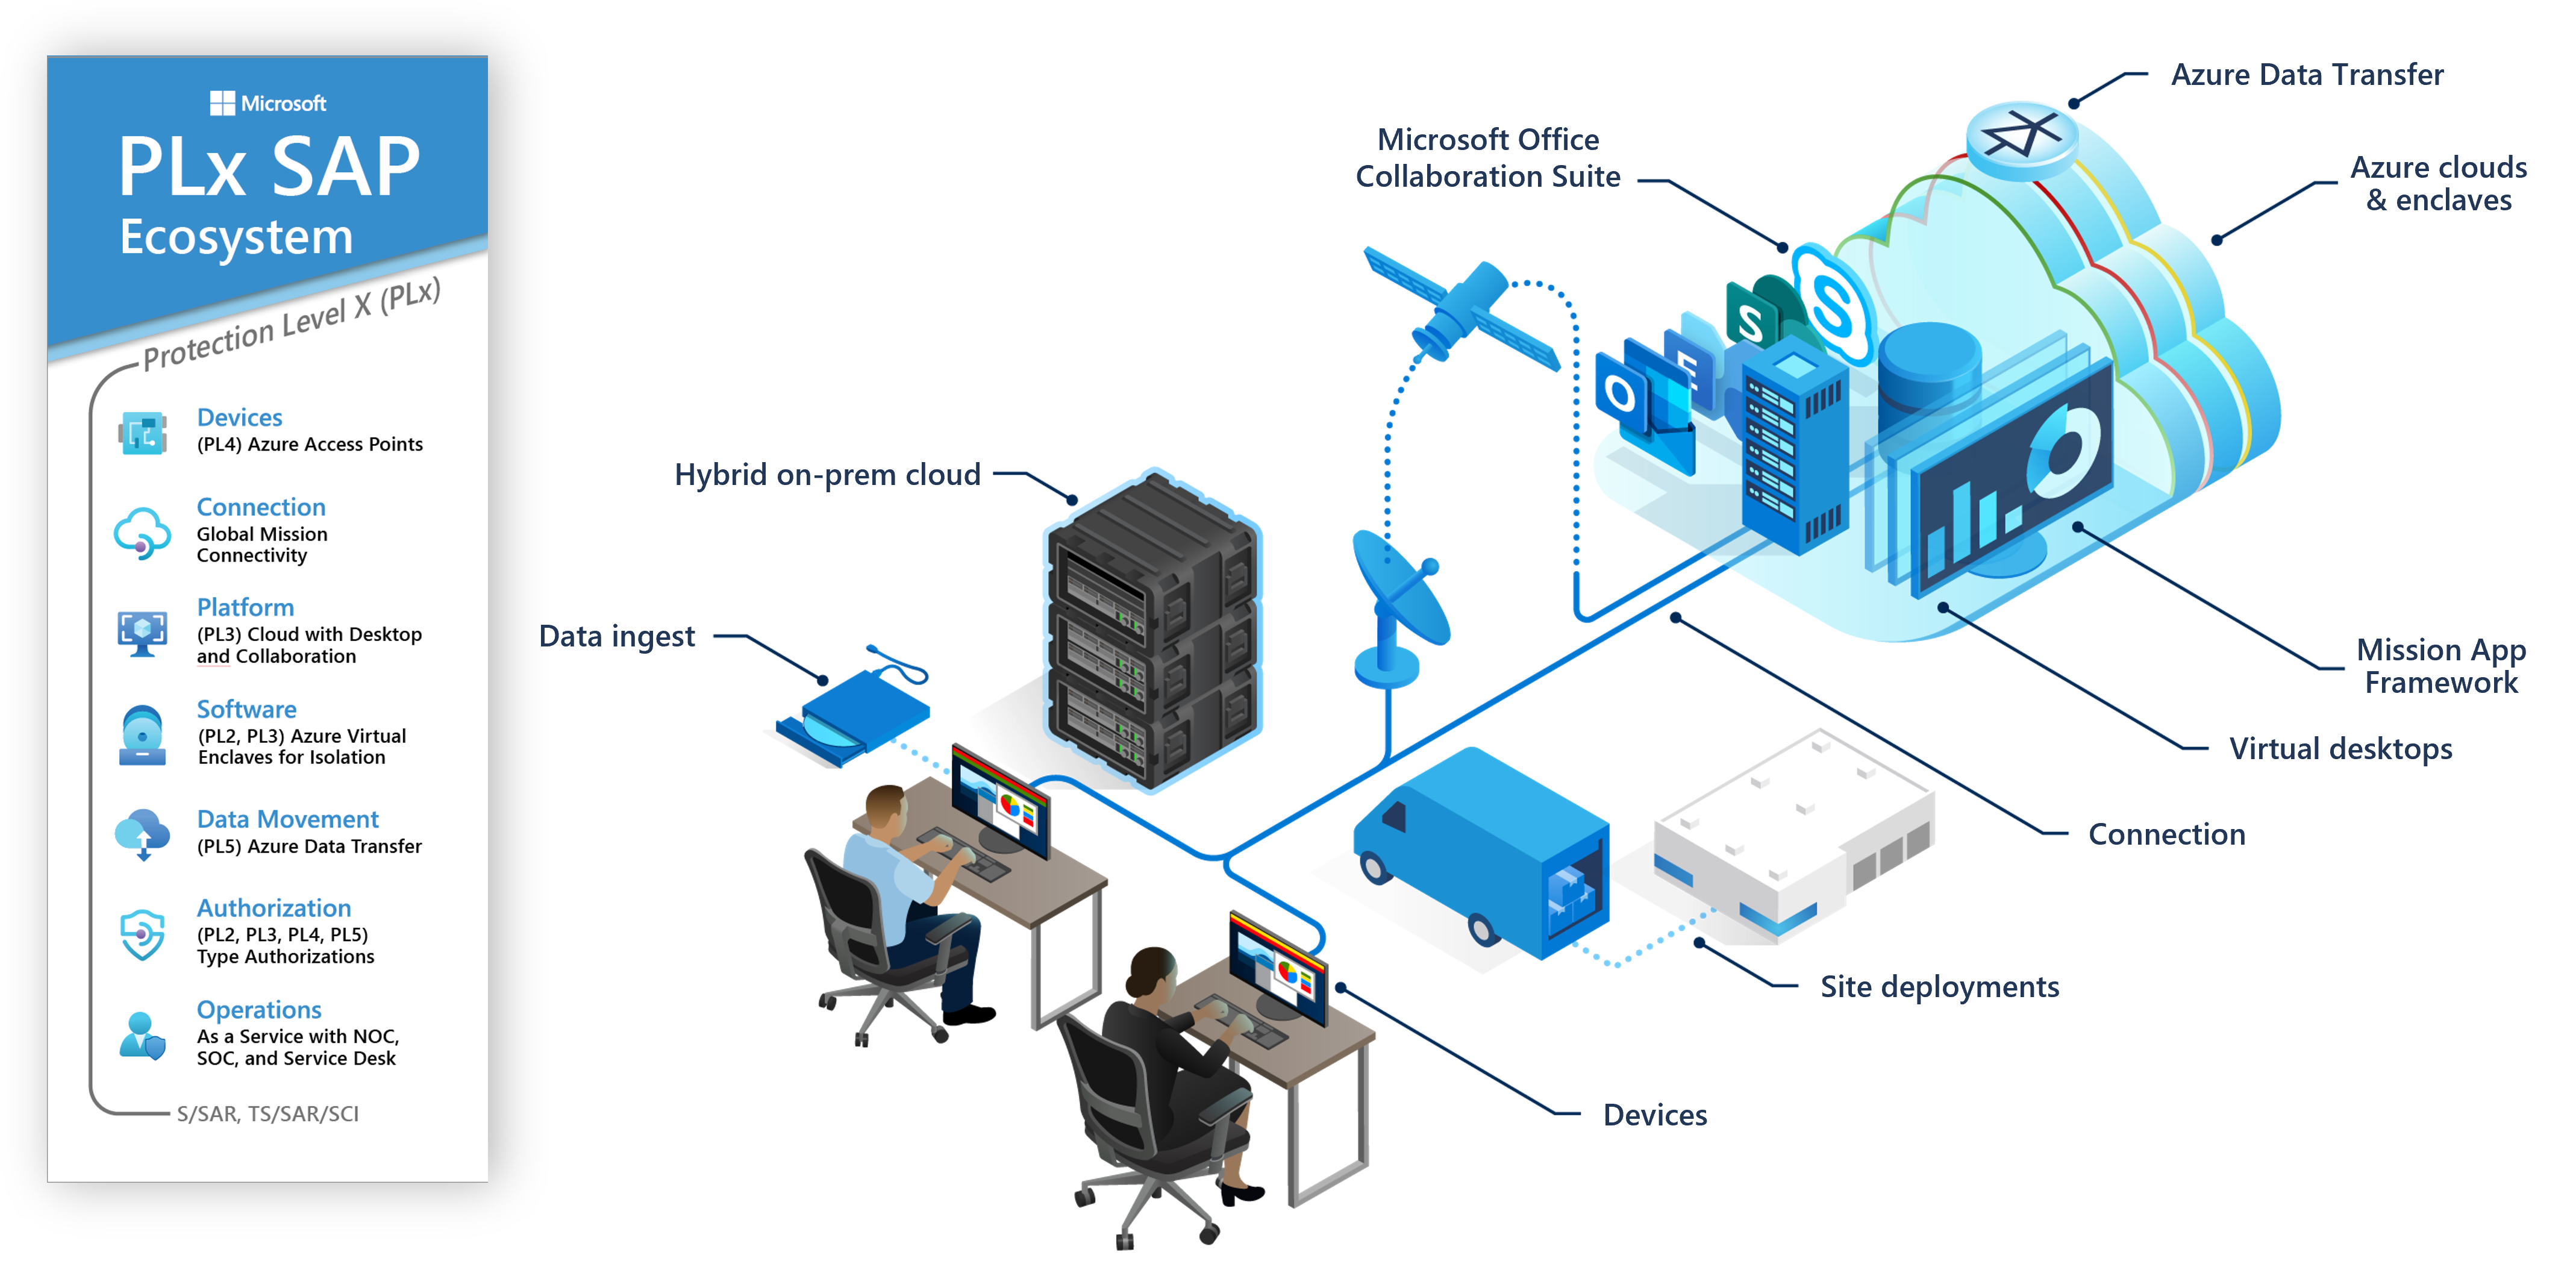 Microsoft
PLx SAP
Ecosystem
Protection Level X (PLx)
Devices
(PL4) Azure Access Points
Connection
Global Mission
Connectivity
Platform
(PL3) Cloud with Desktop
and Collaboration
Software
(PL2, PL3) Azure Virtual
Enclaves for Isolation
Data Movement
(PL5) Azure Data Transfer
Authorization
(PL2, PL3, PL4, PL5)
Type Authorizations
Operations
As a Service with NOC,
SOC, and Service Desk
S/SAR, TS/SAR/SCI
Azure Data Transfer
Microsoft Office
Collaboration Suite
Azure clouds
& enclaves
S
S
E
O
Hybrid on-prem cloud
Data ingest
Mission App
Framework
Virtual desktops
Connection
Site deployments
Devices